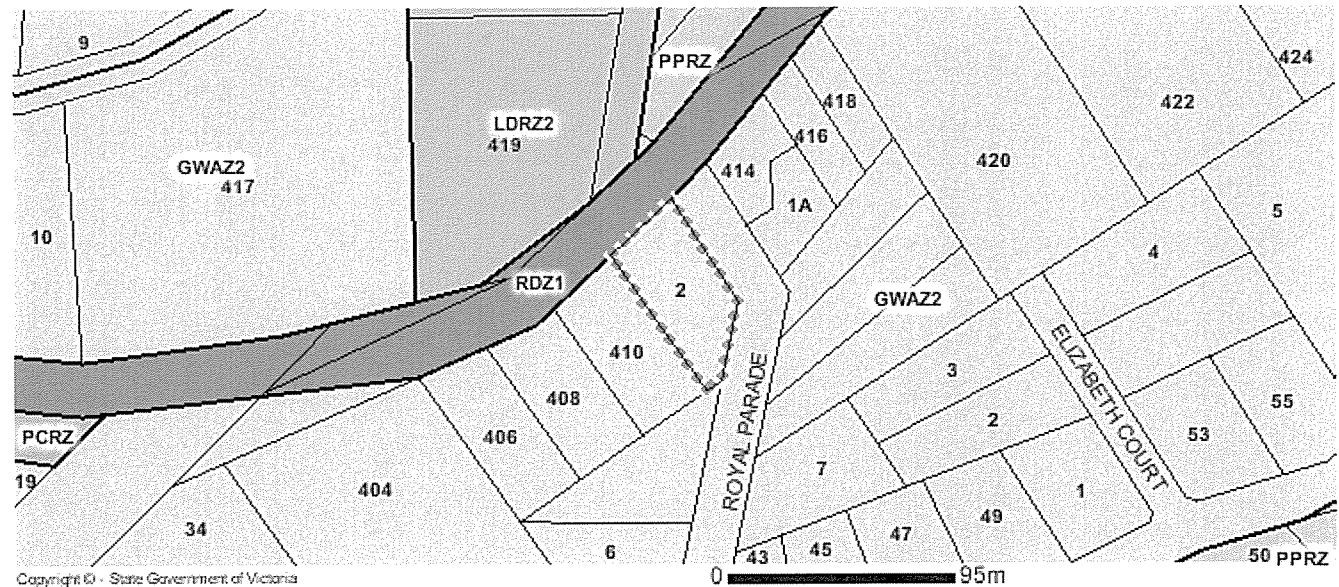 9
424
PPRZ
418
422
LDRZ2
419
416
420
414
GWAZ2
417
1A
5
10
4
RDZ1
2
GWAZ2
410
ELIZABETH COURT
3
ROYAL PARADE
408
55
2
PCRZ
406
53
7
19
404
1
49
34
47
6
43
45
50 PPRZ
Copyright © - State Government of Victoria
0 95m